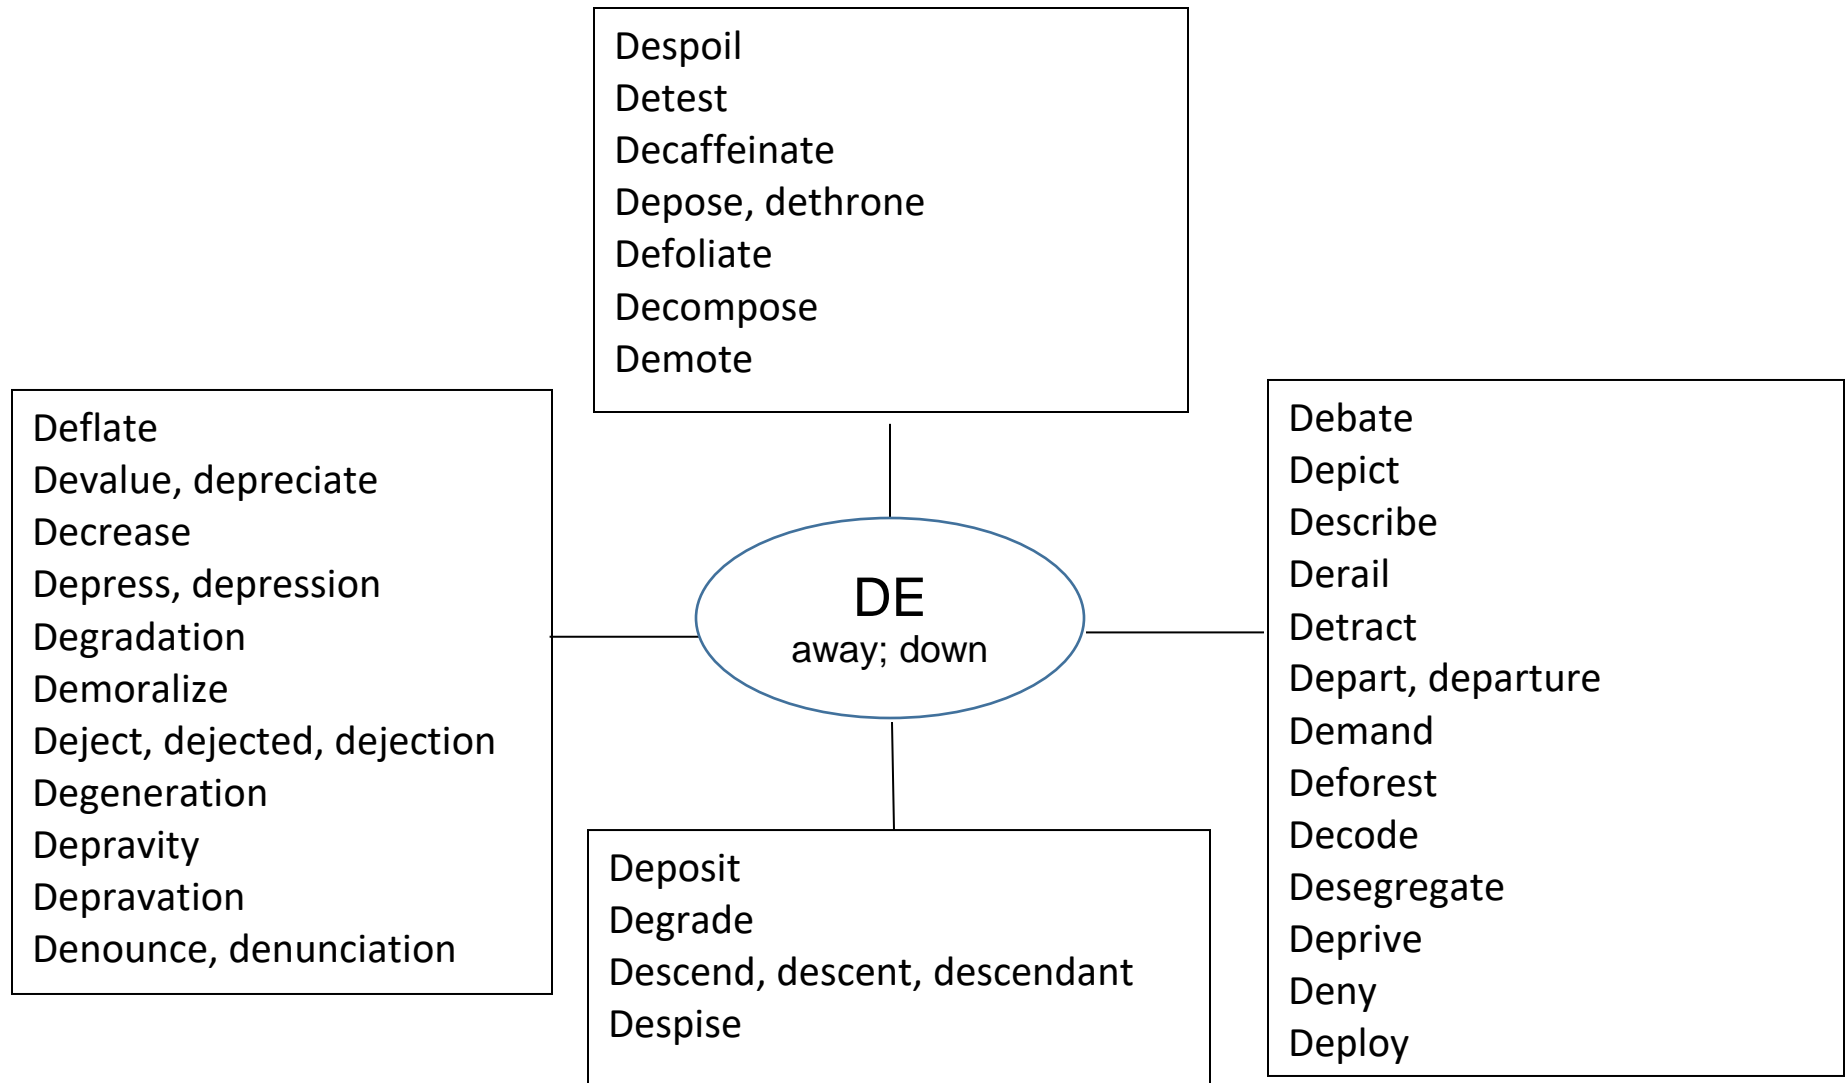 Despoil
Detest
Decaffeinate
Depose, dethrone
Defoliate
Decompose
Demote
Deflate
Devalue, depreciate
Decrease
Depress, depression
Degradation
Demoralize
Deject, dejected, dejection
Degeneration
Depravity
Depravation
Denounce, denunciation
DE
away; down
Debate
Depict
Describe
Derail
Detract
Depart, departure
Demand
Deforest
Decode
Desegregate
Deprive
Deny
Deploy
Deposit
Degrade
Descend, descent, descendant
Despise